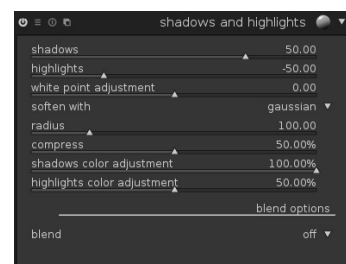 shadows and highlights
shadows 50.00
highlights -50.00
white point adjustment 0.00
soften with gaussian
radius 100.00
compress 50.00%
shadows color adjustment 100.00%
highlights color adjustment 50.00%
blend options
blend off